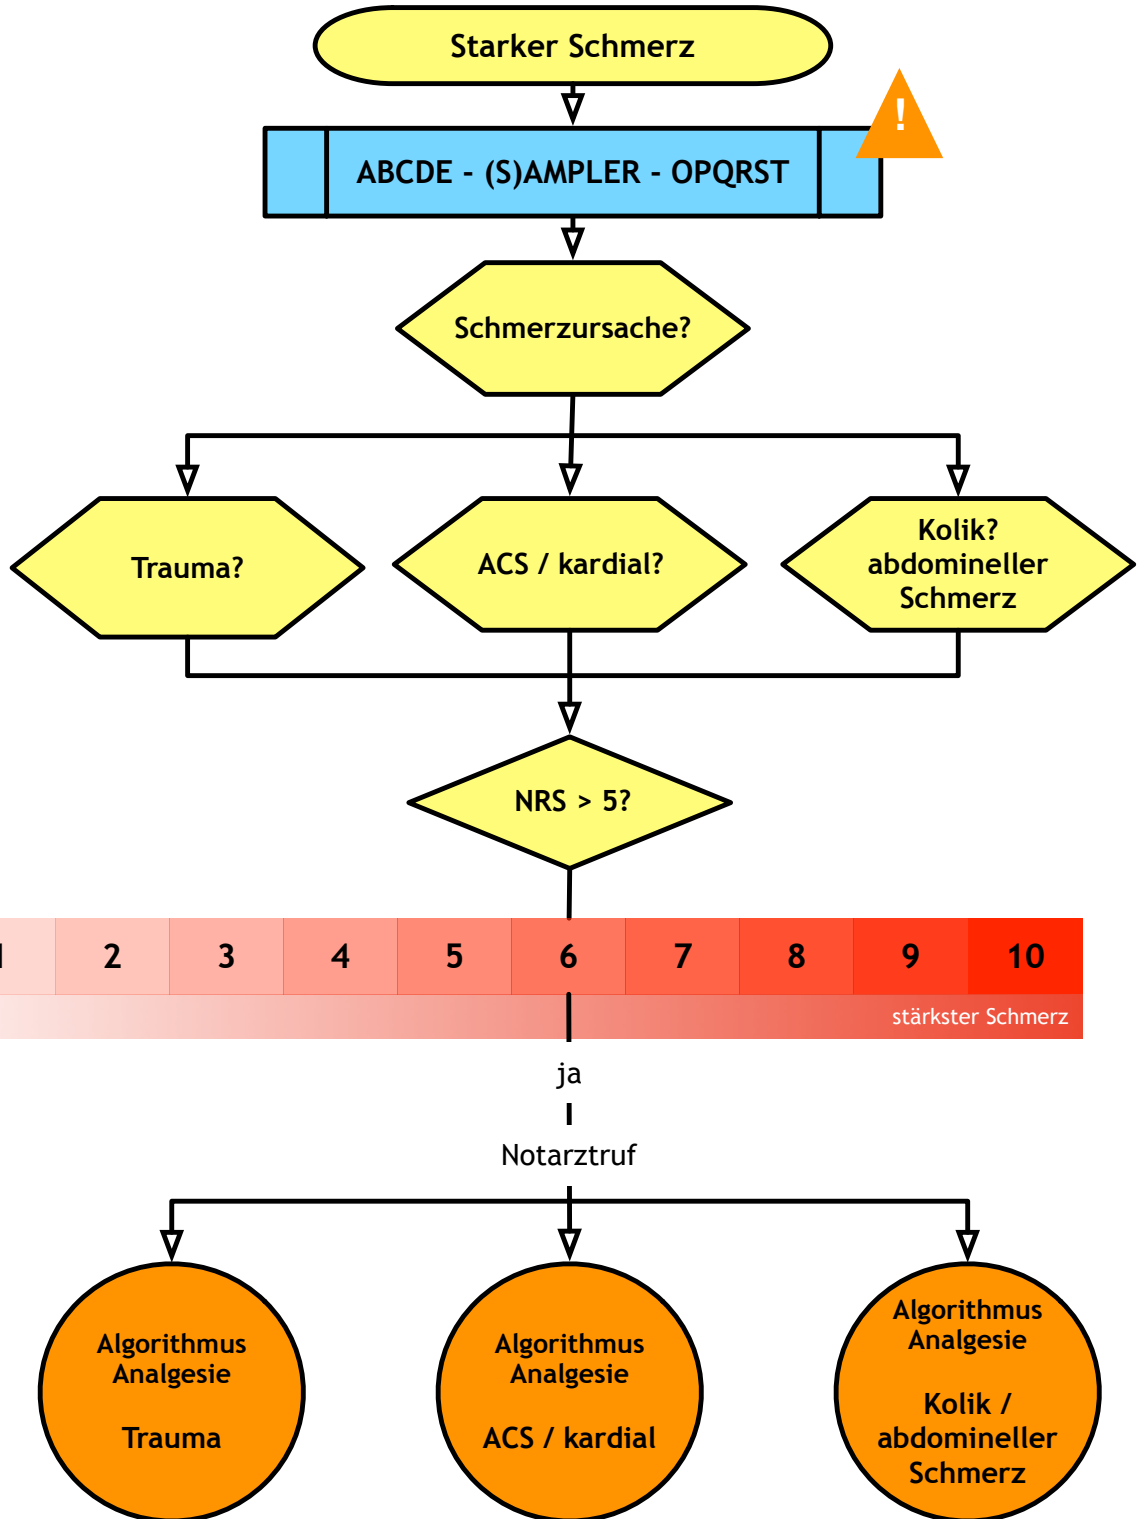 Starker Schmerz
!
ABCDE - (S)AMPLER - OPQRST
Schmerzursache?
Trauma?
ACS / kardial?
Kolik?
abdomineller
Schmerz
NRS > 5?
1 2 3 4 5 6 7 8 9 10
stärkster Schmerz
ja
Notarztruf
Algorithmus
Analgesie
Trauma
Algorithmus
Analgesie
ACS / kardial
Algorithmus
Analgesie
Kolik /
abdomineller
Schmerz